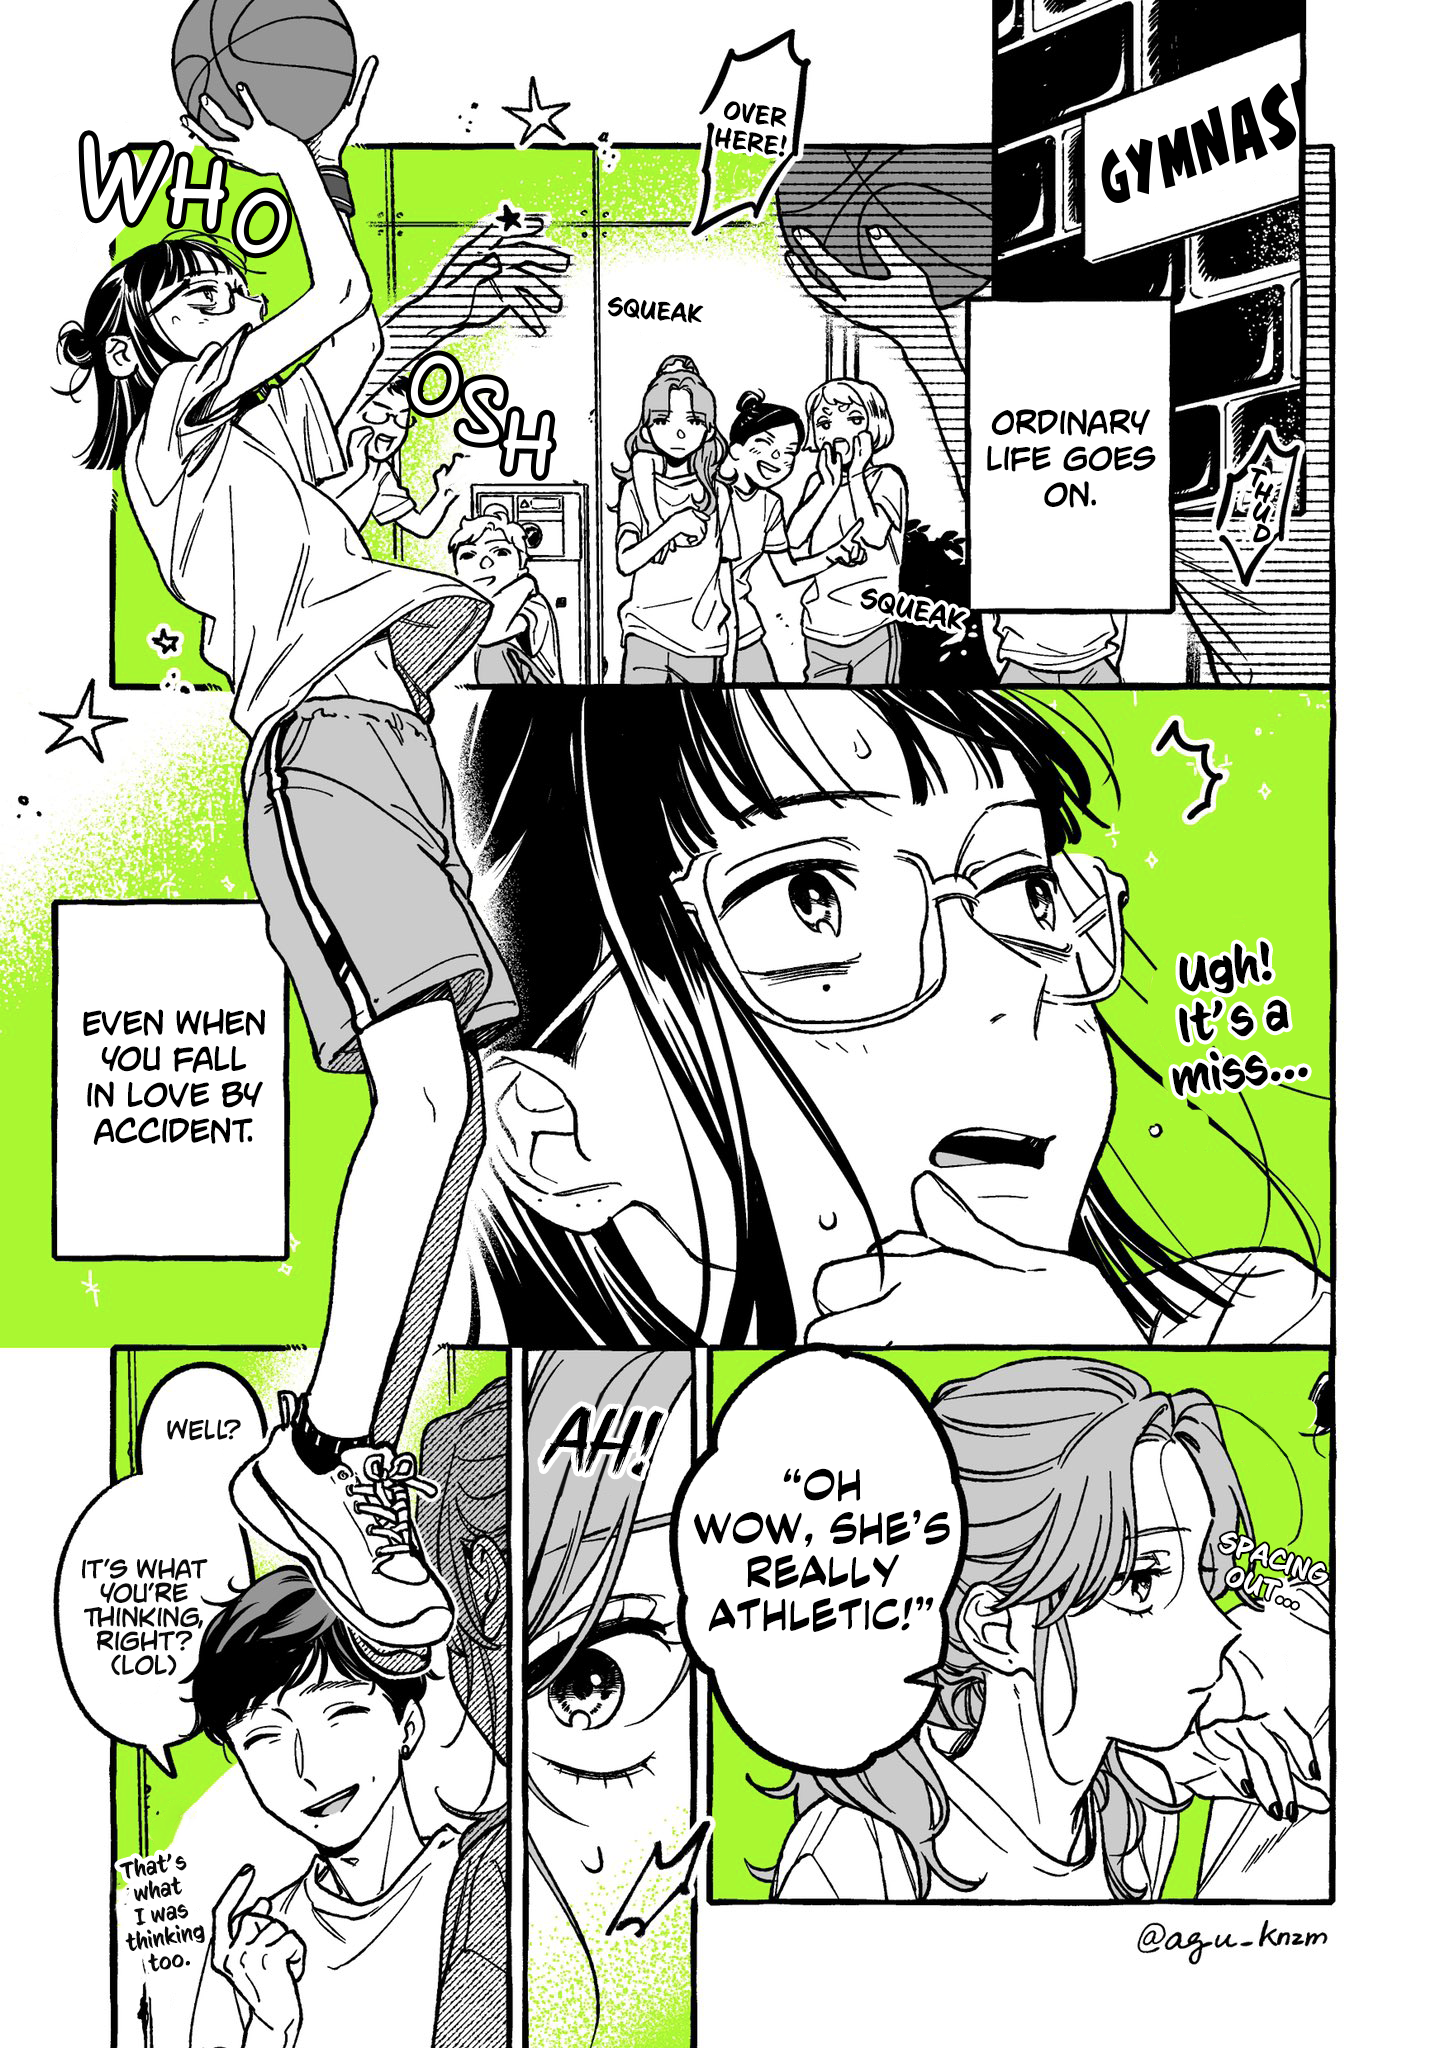 GYMNAS
OVER
HERE!
THUD
ORDINARY
LIFE GOES
ON.
SQUEAK
SQUEAK
WHO
OSH
Ugh!
It's a
miss...
EVEN WHEN
YOU FALL
IN LOVE BY
ACCIDENT.
SPACING
OUT...
"OH
WOW, SHE'S
REALLY
ATHLETIC!"
AH!
WELL?
IT'S WHAT
YOU'RE
THINKING,
RIGHT?
(LOL)
That's
what
I was
thinking
too.
@agu_knzm